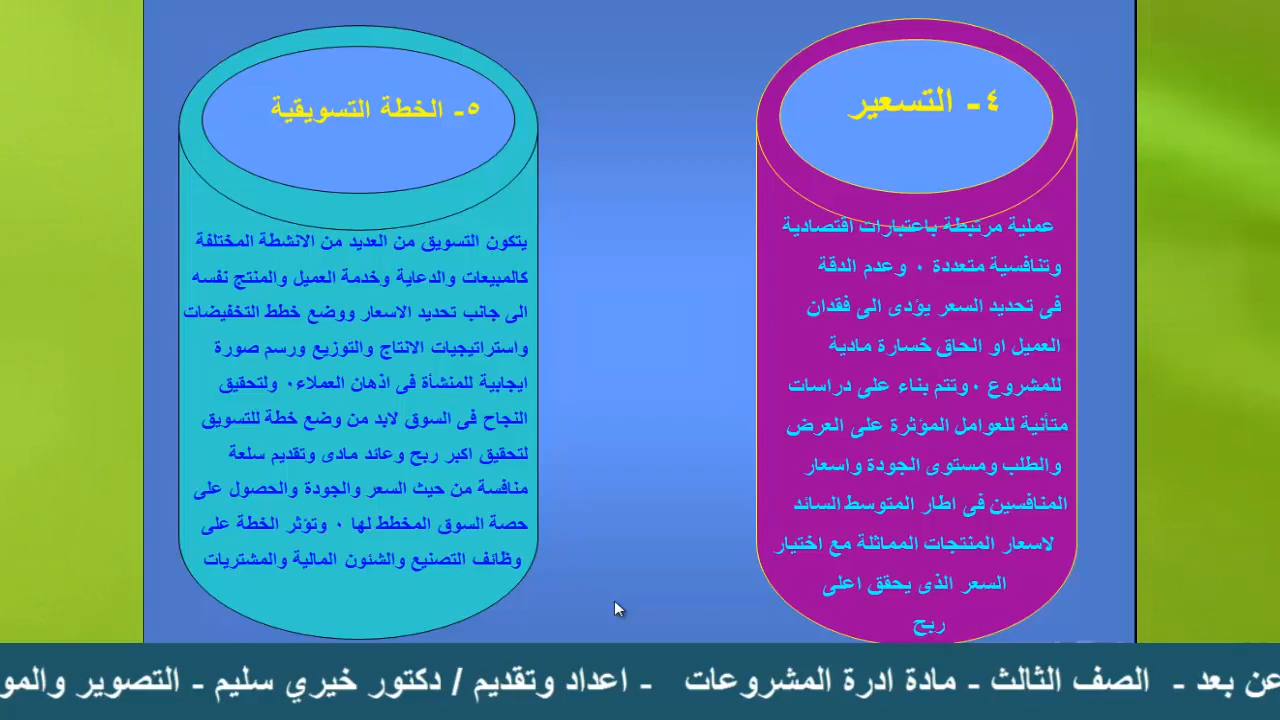 ٤- التسعير
عملية مرتبطة باعتبارات اقتصادية
وتنافسية متعددة ٠ وعدم الدقة
فى تحديد السعر يؤدى الى فقدان
العميل او الحاق خسارة مادية
للمشروع ٠وتتم بناء على دراسات
متأنية للعوامل المؤثرة على العرض
والطلب ومستوى الجودة واسعار
المنافسين فى اطار المتوسط السائد
لاسعار المنتجات المماثلة مع اختيار
السعر الذى يحقق اعلى
ربح
٥- الخطة التسويقية
يتكون التسويق من العديد من الانشطة المختلفة
كالمبيعات والدعاية وخدمة العميل والمنتج نفسه
الى جانب تحديد الاسعار ووضع خطط التخفيضات
واستراتيجيات الانتاج والتوزيع ورسم صورة
ايجابية للمنشأة فى اذهان العملاء٠ ولتحقيق
النجاح فى السوق لابد من وضع خطة للتسويق
لتحقيق اكبر ربح وعائد مادى وتقديم سلعة
منافسة من حيث السعر والجودة والحصول على
حصة السوق المخطط لها ٠ وتؤثر الخطة على
وظائف التصنيع والشئون المالية والمشتريات
عن بعد - الصف الثالث - مادة ادرة المشروعات - اعداد وتقديم / دكتور خيري سليم - التصوير والمو